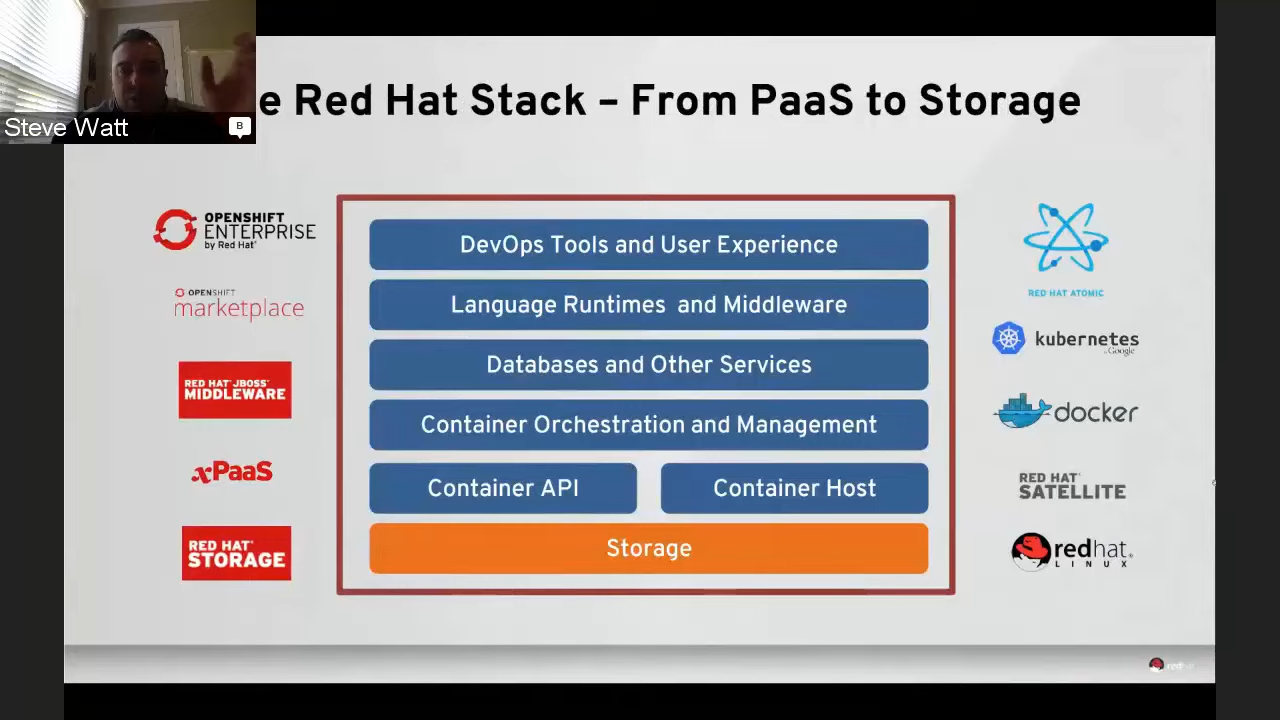 Steve Watt
B
e Red Hat Stack – From PaaS to Storage
OPENSHIFT
ENTERPRISE
by Red Hat®
OPENSHIFT
marketplace
RED HAT® JBOSS®
MIDDLEWARE
xPaaS
RED HAT®
STORAGE
DevOps Tools and User Experience
Language Runtimes and Middleware
Databases and Other Services
Container Orchestration and Management
Container API
Container Host
Storage
RED HAT ATOMIC
kubernetes
by Google
docker
RED HAT®
SATELLITE
redhat.
LINUX
redhat